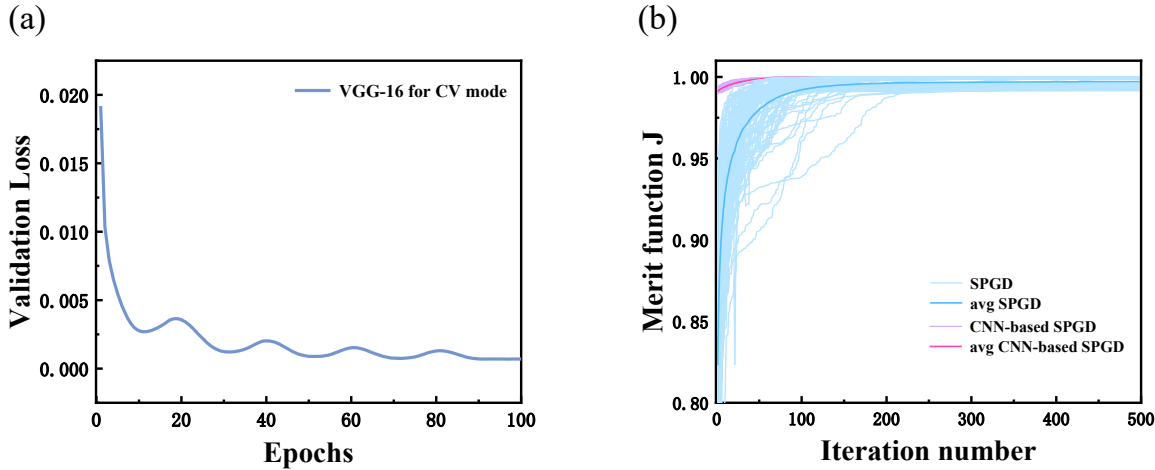 (a)
(b)
0.020
0.015
0.010
0.005
0.000
Validation Loss
VGG-16 for CV mode
0
20
40
60
80
100
Epochs
1.00
0.95
0.90
0.85
0.80
Merit function J
SPGD
avg SPGD
CNN-based SPGD
avg CNN-based SPGD
0
100
200
300
400
500
Iteration number